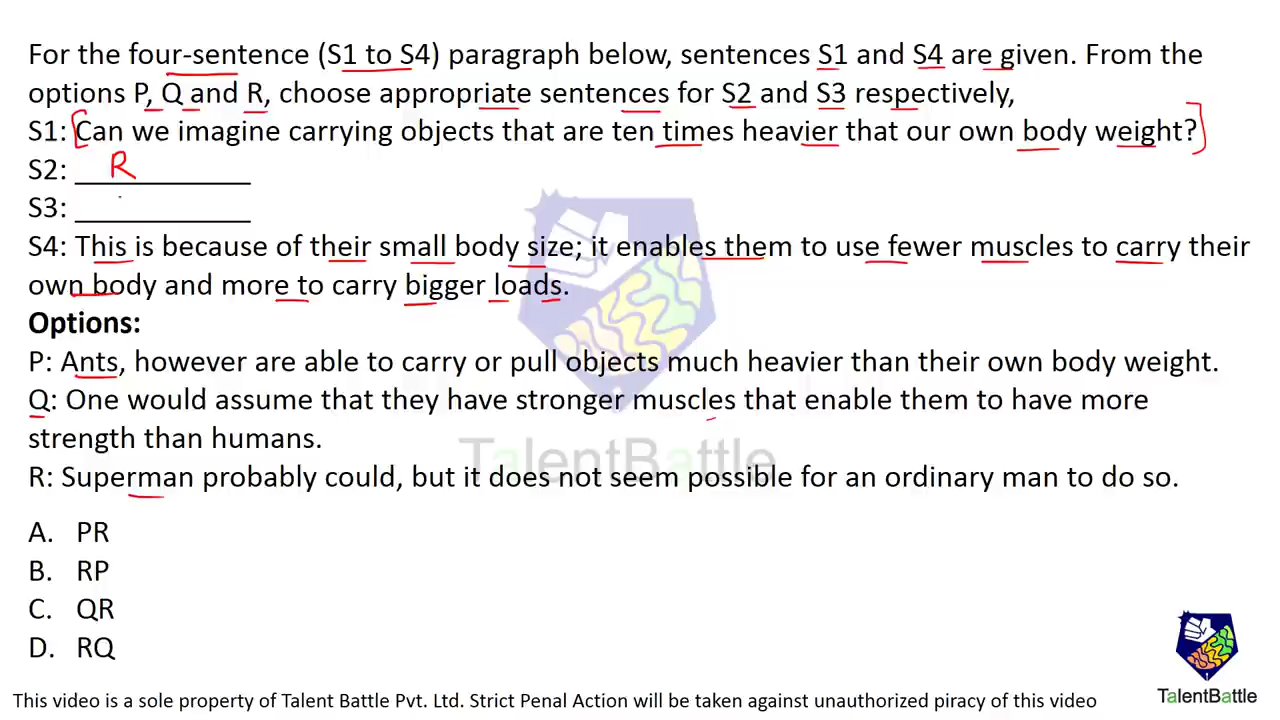 For the four-sentence (S1 to S4) paragraph below, sentences S1 and S4 are given. From the
options P, Q and R, choose appropriate sentences for S2 and S3 respectively,
S1: Can we imagine carrying objects that are ten times heavier that our own body weight?
S2: R
S3: ____________
S4: This is because of their small body size; it enables them to use fewer muscles to carry their
own body and more to carry bigger loads.
Options:
P: Ants, however are able to carry or pull objects much heavier than their own body weight.
Q: One would assume that they have stronger muscles that enable them to have more
strength than humans.
TalentBattle
R: Superman probably could, but it does not seem possible for an ordinary man to do so.
A. PR
B. RP
C. QR
D. RQ
TalentBattle
This video is a sole property of Talent Battle Pvt. Ltd. Strict Penal Action will be taken against unauthorized piracy of this video